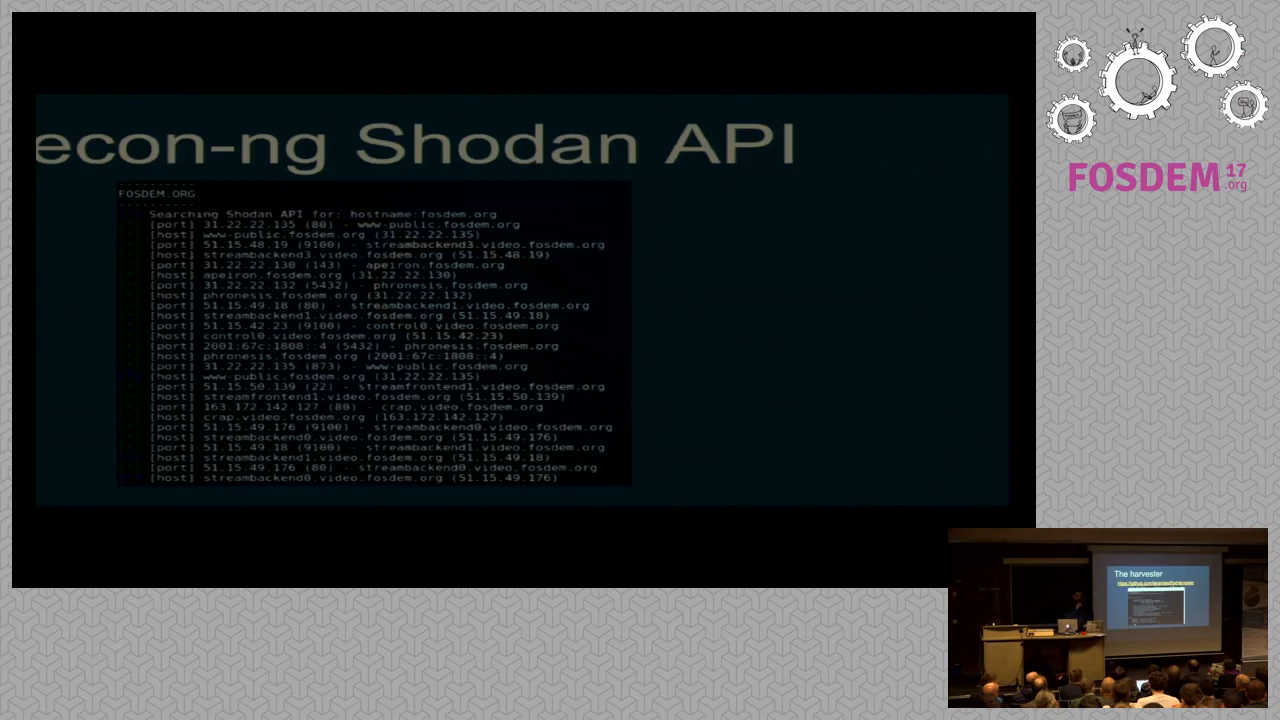 econ-ng Shodan API
----------
FOSDEM.ORG
----------
Searching Shodan API for: hostname:fosdem.org
[port] 31.22.22.135 (80) - www-public.fosdem.org
[host] www-public.fosdem.org (31.22.22.135)
[port] 51.15.48.19 (9100) - streambackend3.video.fosdem.org
[host] streambackend3.video.fosdem.org (51.15.48.19)
[port] 31.22.22.130 (143) - apeiron.fosdem.org
[host] apeiron.fosdem.org (31.22.22.130)
[port] 31.22.22.132 (5432) - phronesis.fosdem.org
[host] phronesis.fosdem.org (31.22.22.132)
[port] 51.15.49.18 (80) - streambackend1.video.fosdem.org
[host] streambackend1.video.fosdem.org (51.15.49.18)
[port] 51.15.42.23 (9100) - control0.video.fosdem.org
[host] control0.video.fosdem.org (51.15.42.23)
[port] 2001:67c:1808::4 (5432) - phronesis.fosdem.org
[host] phronesis.fosdem.org (2001:67c:1808::4)
[port] 31.22.22.135 (873) - www-public.fosdem.org
[host] www-public.fosdem.org (31.22.22.135)
[port] 51.15.50.139 (22) - streamfrontend1.video.fosdem.org
[host] streamfrontend1.video.fosdem.org (51.15.50.139)
[port] 163.172.142.127 (80) - crap.video.fosdem.org
[host] crap.video.fosdem.org (163.172.142.127)
[port] 51.15.49.176 (9100) - streambackend0.video.fosdem.org
[host] streambackend0.video.fosdem.org (51.15.49.176)
[port] 51.15.49.18 (9100) - streambackend1.video.fosdem.org
[host] streambackend1.video.fosdem.org (51.15.49.18)
[port] 51.15.49.176 (80) - streambackend0.video.fosdem.org
[host] streambackend0.video.fosdem.org (51.15.49.176)
FOSDEM 17
.org
The harvester